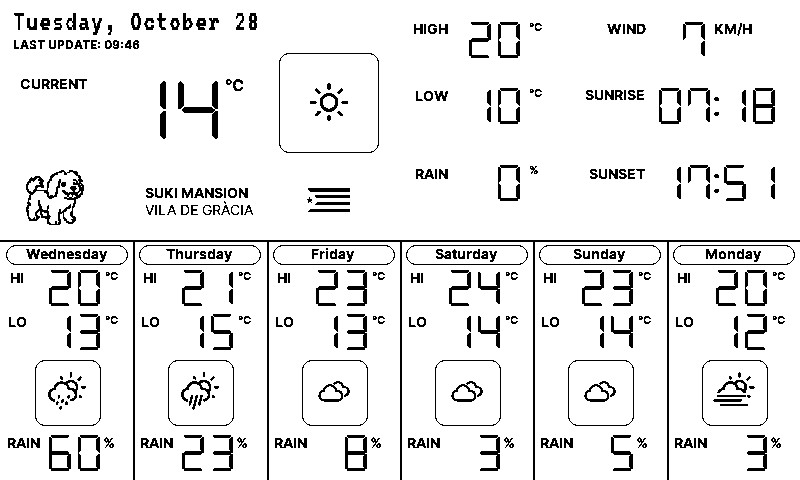 Tuesday, October 28
LAST UPDATE: 09:46
CURRENT 14 °C
HIGH 20 °C
WIND 7 KM/H
LOW 10 °C
SUNRISE 07:18
RAIN 0 %
SUNSET 17:51
SUKI MANSION
VILA DE GRÀCIA
Wednesday
HI 20 °C
LO 13 °C
RAIN 60 %
Thursday
HI 21 °C
LO 15 °C
RAIN 23 %
Friday
HI 23 °C
LO 13 °C
RAIN 8 %
Saturday
HI 24 °C
LO 14 °C
RAIN 3 %
Sunday
HI 23 °C
LO 14 °C
RAIN 5 %
Monday
HI 20 °C
LO 12 °C
RAIN 3 %